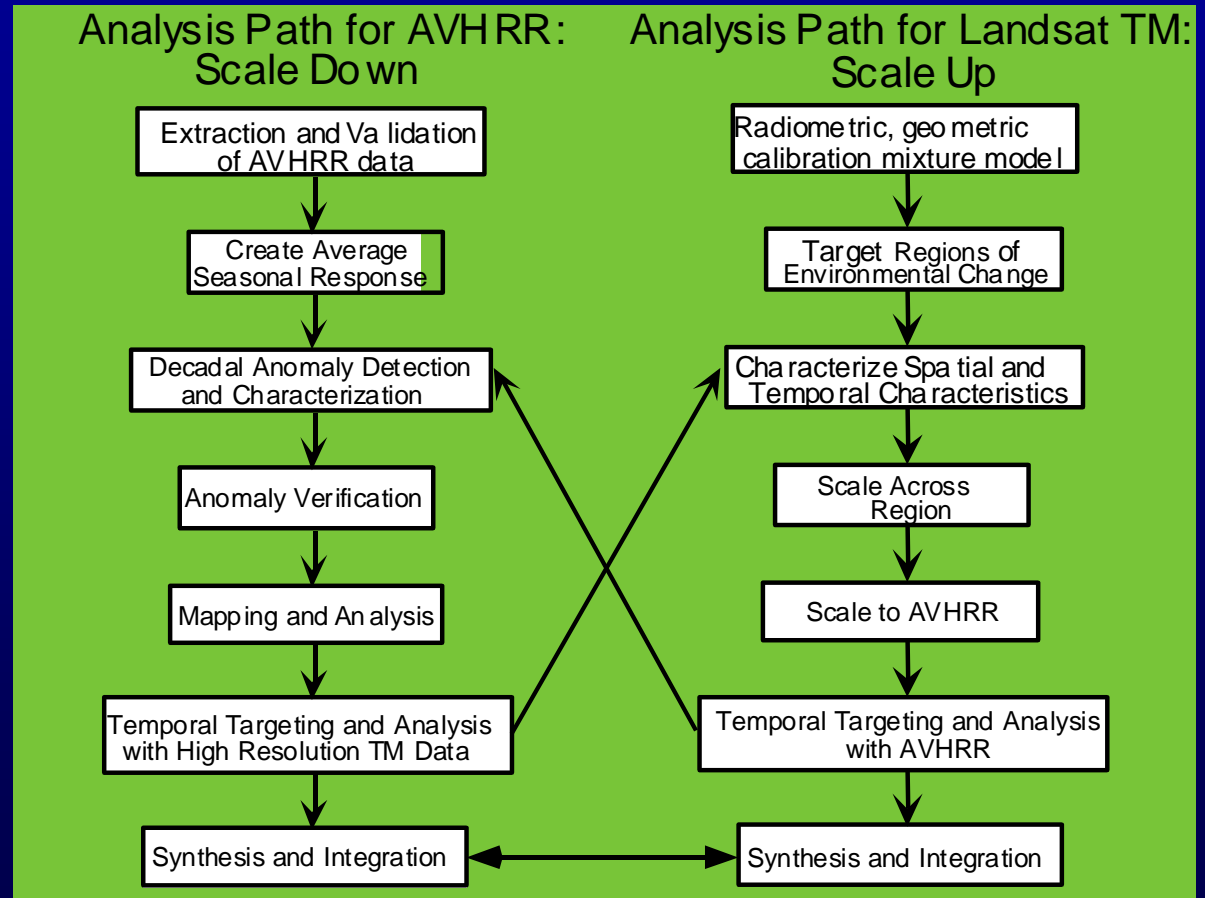 Analysis Path for AVHRR:
Scale Down
Extraction and Validation
of AVHRR data
Create Average
Seasonal Response
Decadal Anomaly Detection
and Characterization
Anomaly Verification
Mapping and Analysis
Temporal Targeting and Analysis
with High Resolution TM Data
Synthesis and Integration
Analysis Path for Landsat TM:
Scale Up
Radiometric, geometric
calibration mixture model
Target Regions of
Environmental Change
Characterize Spatial and
Temporal Characteristics
Scale Across
Region
Scale to AVHRR
Temporal Targeting and Analysis
with AVHRR
Synthesis and Integration